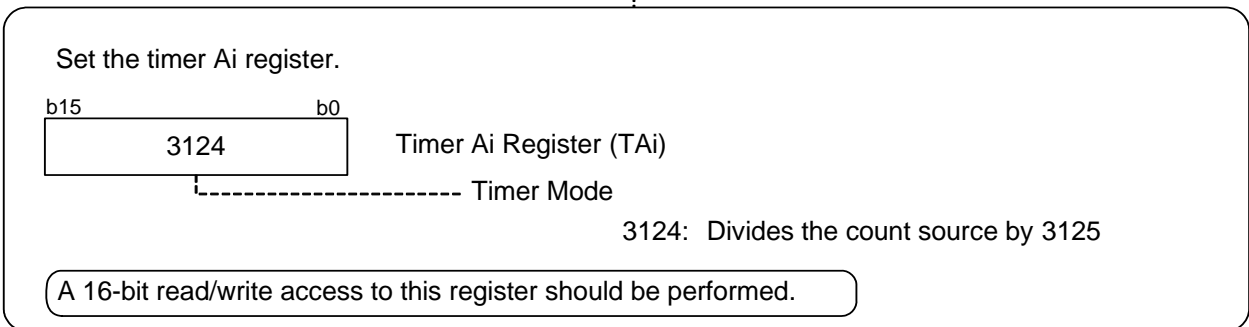 Set the timer Ai register.
b15 b0
3124 Timer Ai Register (TAi)
Timer Mode
3124: Divides the count source by 3125
A 16-bit read/write access to this register should be performed.